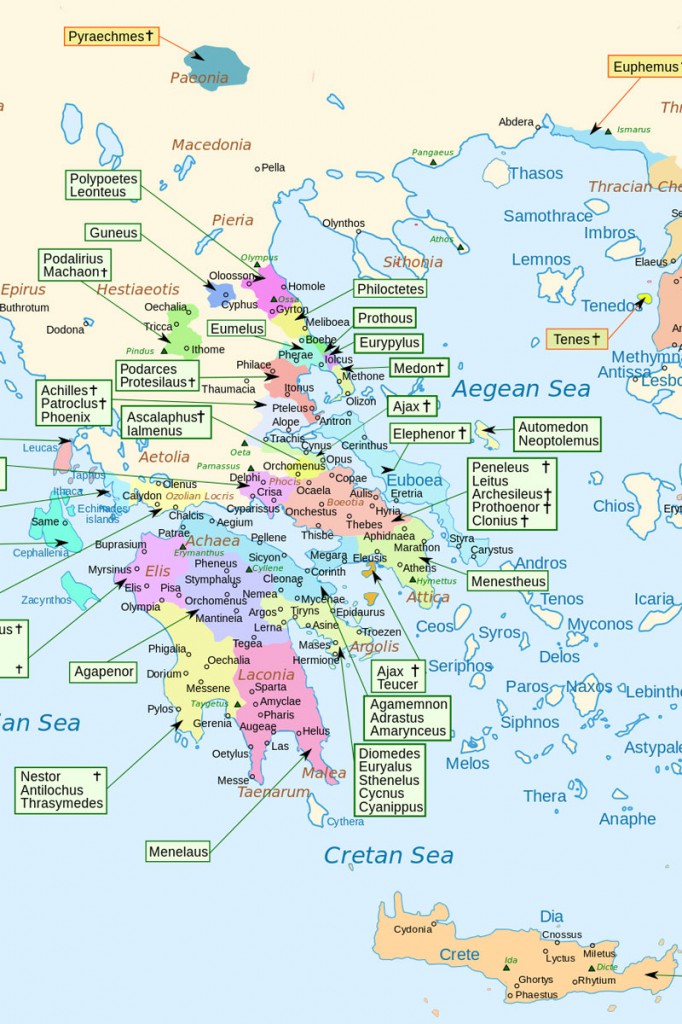 Pyraechmes†
Paeonia
Euphemus
Abdera
Ismarus
Macedonia
Pella
Pangaeus
Thasos
Thracian Che
Polypoetes
Leonteus
Samothrace
Imbros
Pieria
Olynthos
Athos
Elaeus
Guneus
Lemnos
Podalirius
Machaon†
Olympus
Sithonia
Oloosson
Homole
Philoctetes
Epirus
Hestiaeotis
Cyphus
Ossa
Gyrton
Tenedos
Buthrotum
Oechalia
Meliboea
Prothous
Dodona
Tricca
Eumelus
Boebe
Eurypylus
Tenes†
Pindus
Ithome
Pherae
Iolcus
Methymn
Antissa
Lesbo
Philace
Medon†
Podarces
Protesilaus†
Methone
Aegean Sea
Achilles†
Patroclus†
Phoenix
Thaumacia
Itonus
Olizon
Ascalaphus†
Ialmenus
Pteleus
Ajax†
Alope
Antron
Trachis
Elephenor†
Automedon
Neoptolemus
Leucas
Oeta
Cynus
Cerinthus
Aetolia
Parnassus
Opus
Orchomenus
Peneleus †
Leitus
Archesileus†
Prothoenor†
Clonius†
Taphos
Delphi
Phocis
Copae
Euboea
Ithaca
Olenus
Calydon
Ozolian Locris
Crisa
Ocaela
Aulis
Eretria
Boeotia
Echinades
islands
Chalcis
Cyparissus
Onchestus
Hyria
Chios
Same
Patrae
Aegium
Thebes
Thisbe
Aphidnaea
Achaea
Pellene
Styra
Buprasium
Erymanthus
Sicyon
Megara
Eleusis
Marathon
Carystus
Cephallenia
Pheneus
Cyllene
Corinth
Athens
Andros
Myrsinus
Elis
Stymphalus
Cleonae
Hymettus
Menestheus
Zacynthos
Elis
Pisa
Orchomenus
Nemea
Mycenae
Attica
Tenos
Icaria
Olympia
Mantineia
Argos
Tiryns
Epidaurus
Ceos
Myconos
Lerna
Asine
Troezen
Syros
Tegea
Mases
Argolis
Delos
Phigalia
Hermione
Seriphos
Oechalia
Agapenor
Dorium
Laconia
Ajax †
Teucer
Paros
Naxos
Lebinth
Messene
Sparta
Pylos
Taygetus
Amyclae
Agamemnon
Adrastus
Amarynceus
Siphnos
Pharis
Gerenia
Augeae
Helus
an Sea
Oetylus
Las
Diomedes
Euryalus
Sthenelus
Cycnus
Cyanippus
Melos
Astypale
Nestor †
Antilochus
Thrasymedes
Messe
Malea
Taenarum
Thera
Anaphe
Cythera
Menelaus
Cretan Sea
Dia
Cydonia
Cnossus
Crete
Lyctus
Miletus
Ida
Dicte
Ghortys
Rhytium
Phaestus